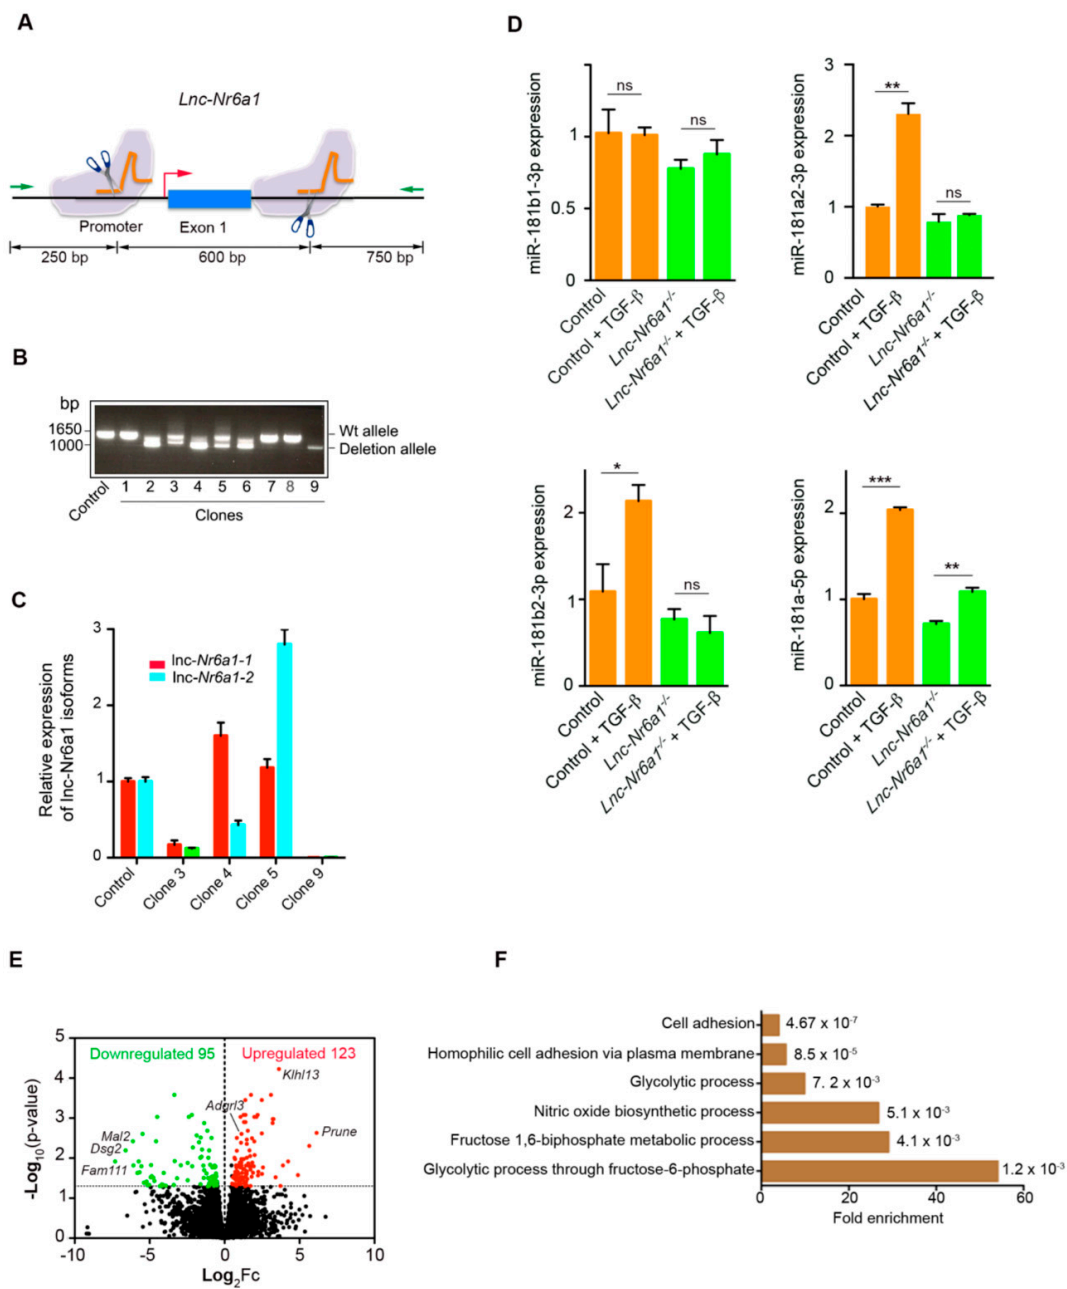 A
Lnc-Nr6a1
Promoter
Exon 1
250 bp
600 bp
750 bp
B
bp
1650
1000
Wt allele
Deletion allele
Control
1 2 3 4 5 6 7 8 9
Clones
C
Relative expression
of lnc-Nr6a1 isoforms
3
2
1
0
lnc-Nr6a1-1
lnc-Nr6a1-2
Control
Clone 3
Clone 4
Clone 5
Clone 9
D
miR-181b1-3p expression
1
0.5
0
ns
ns
Control
Control + TGF-β
Lnc-Nr6a1-/-
Lnc-Nr6a1-/- + TGF-β
miR-181a2-3p expression
3
2
1
0
**
ns
Control
Control + TGF-β
Lnc-Nr6a1-/-
Lnc-Nr6a1-/- + TGF-β
miR-181b2-3p expression
2
1
0
*
ns
Control
Control + TGF-β
Lnc-Nr6a1-/-
Lnc-Nr6a1-/- + TGF-β
miR-181a-5p expression
2
1
0
***
**
Control
Control + TGF-β
Lnc-Nr6a1-/-
Lnc-Nr6a1-/- + TGF-β
E
-Log10(p-value)
5
4
3
2
1
0
Downregulated 95
Upregulated 123
Klhl13
Adgrl3
Prune
Mal2
Dsg2
Fam111
-10 -5 0 5 10
Log2Fc
F
Cell adhesion 4.67 x 10-7
Homophilic cell adhesion via plasma membrane 8.5 x 10-5
Glycolytic process 7. 2 x 10-3
Nitric oxide biosynthetic process 5.1 x 10-3
Fructose 1,6-biphosphate metabolic process 4.1 x 10-3
Glycolytic process through fructose-6-phosphate 1.2 x 10-3
0 20 40 60
Fold enrichment